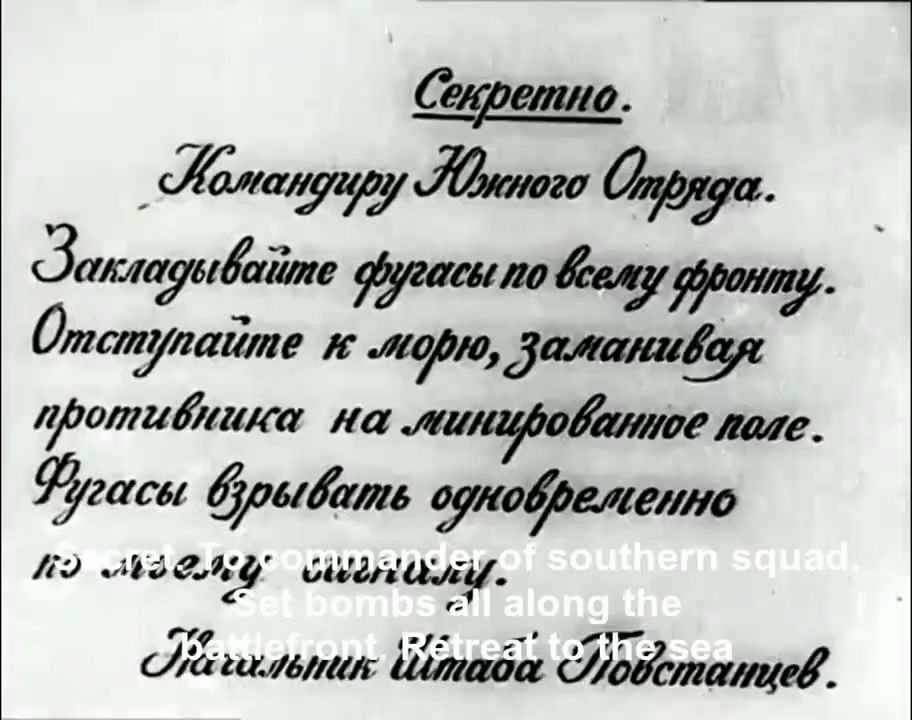 Секретно.
Командиру Южного Отряда.
Закладывайте фугасы по всему фронту.
Отступайте к морю, заманивая
противника на минированное поле.
Фугасы взрывать одновременно
по моему сигналу.
Secret. To commander of southern squad.
Set bombs all along the
battlefront. Retreat to the sea
Начальник Штаба Повстанцев.